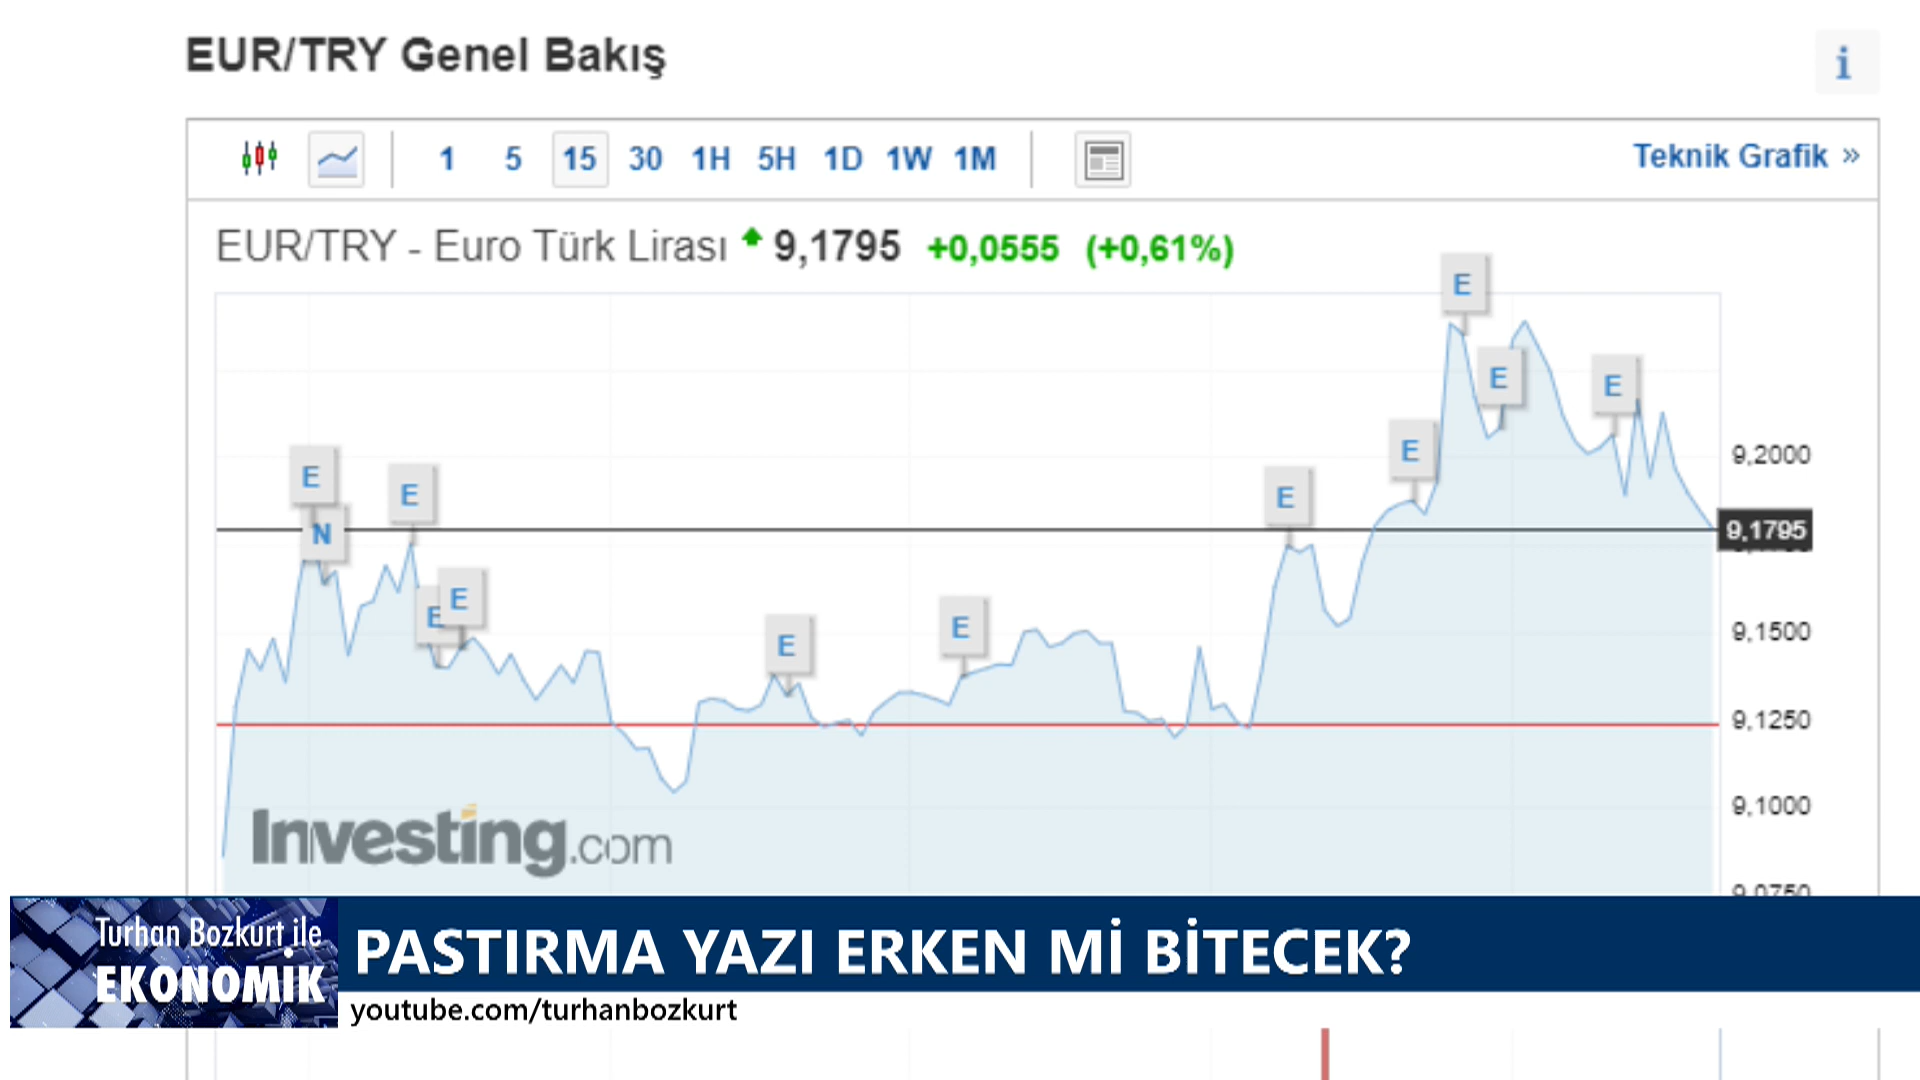 EUR/TRY Genel Bakış
i
1 5 15 30 1H 5H 1D 1W 1M
Teknik Grafik »
EUR/TRY - Euro Türk Lirası 9,1795 +0,0555 (+0,61%)
E
E
E
E
E
N
E
E
E
E
E
E
9,2000
9,1795
9,1500
9,1250
9,1000
9,0750
Investing.com
Turhan Bozkurt ile
EKONOMİK
PASTIRMA YAZI ERKEN Mİ BİTECEK?
youtube.com/turhanbozkurt